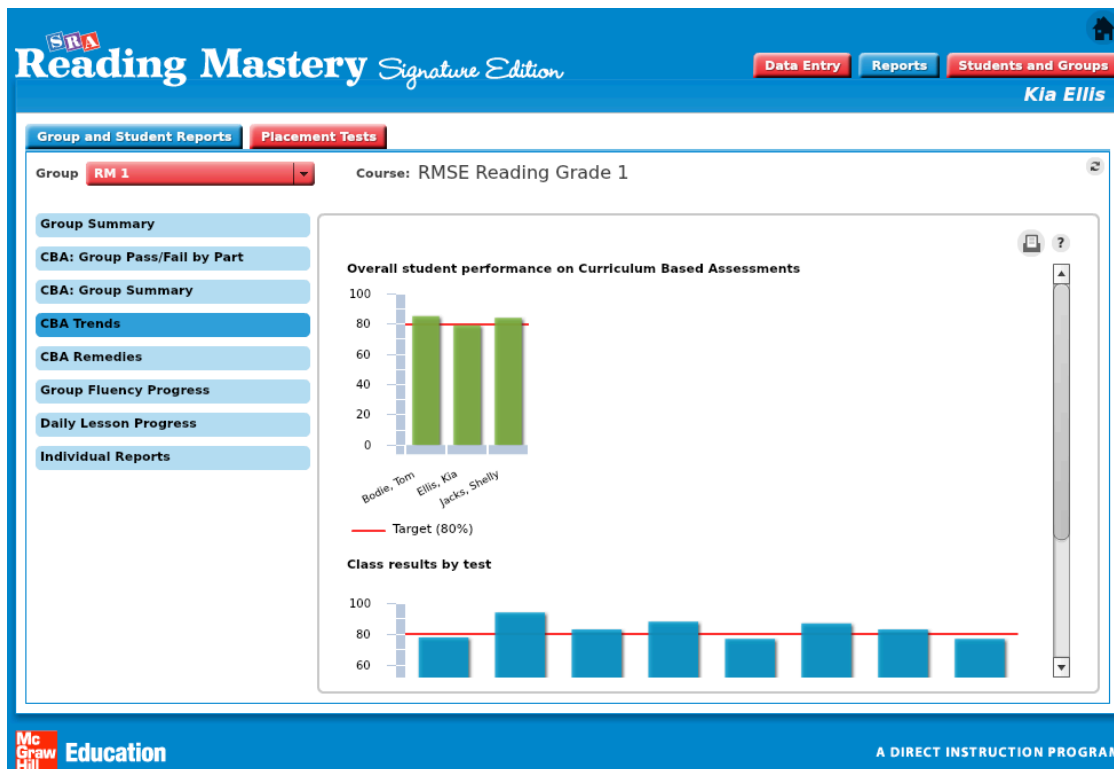 SRA
Reading Mastery Signature Edition
Data Entry
Reports
Students and Groups
Kia Ellis
Group and Student Reports
Placement Tests
Group RM 1
Course: RMSE Reading Grade 1
Group Summary
CBA: Group Pass/Fail by Part
CBA: Group Summary
CBA Trends
CBA Remedies
Group Fluency Progress
Daily Lesson Progress
Individual Reports
?
Overall student performance on Curriculum Based Assessments
100
80
60
40
20
0
Bodie, Tom
Ellis, Kia
Jacks, Shelly
Target (80%)
Class results by test
100
80
60
Mc
Graw
Hill
Education
A DIRECT INSTRUCTION PROGRAM